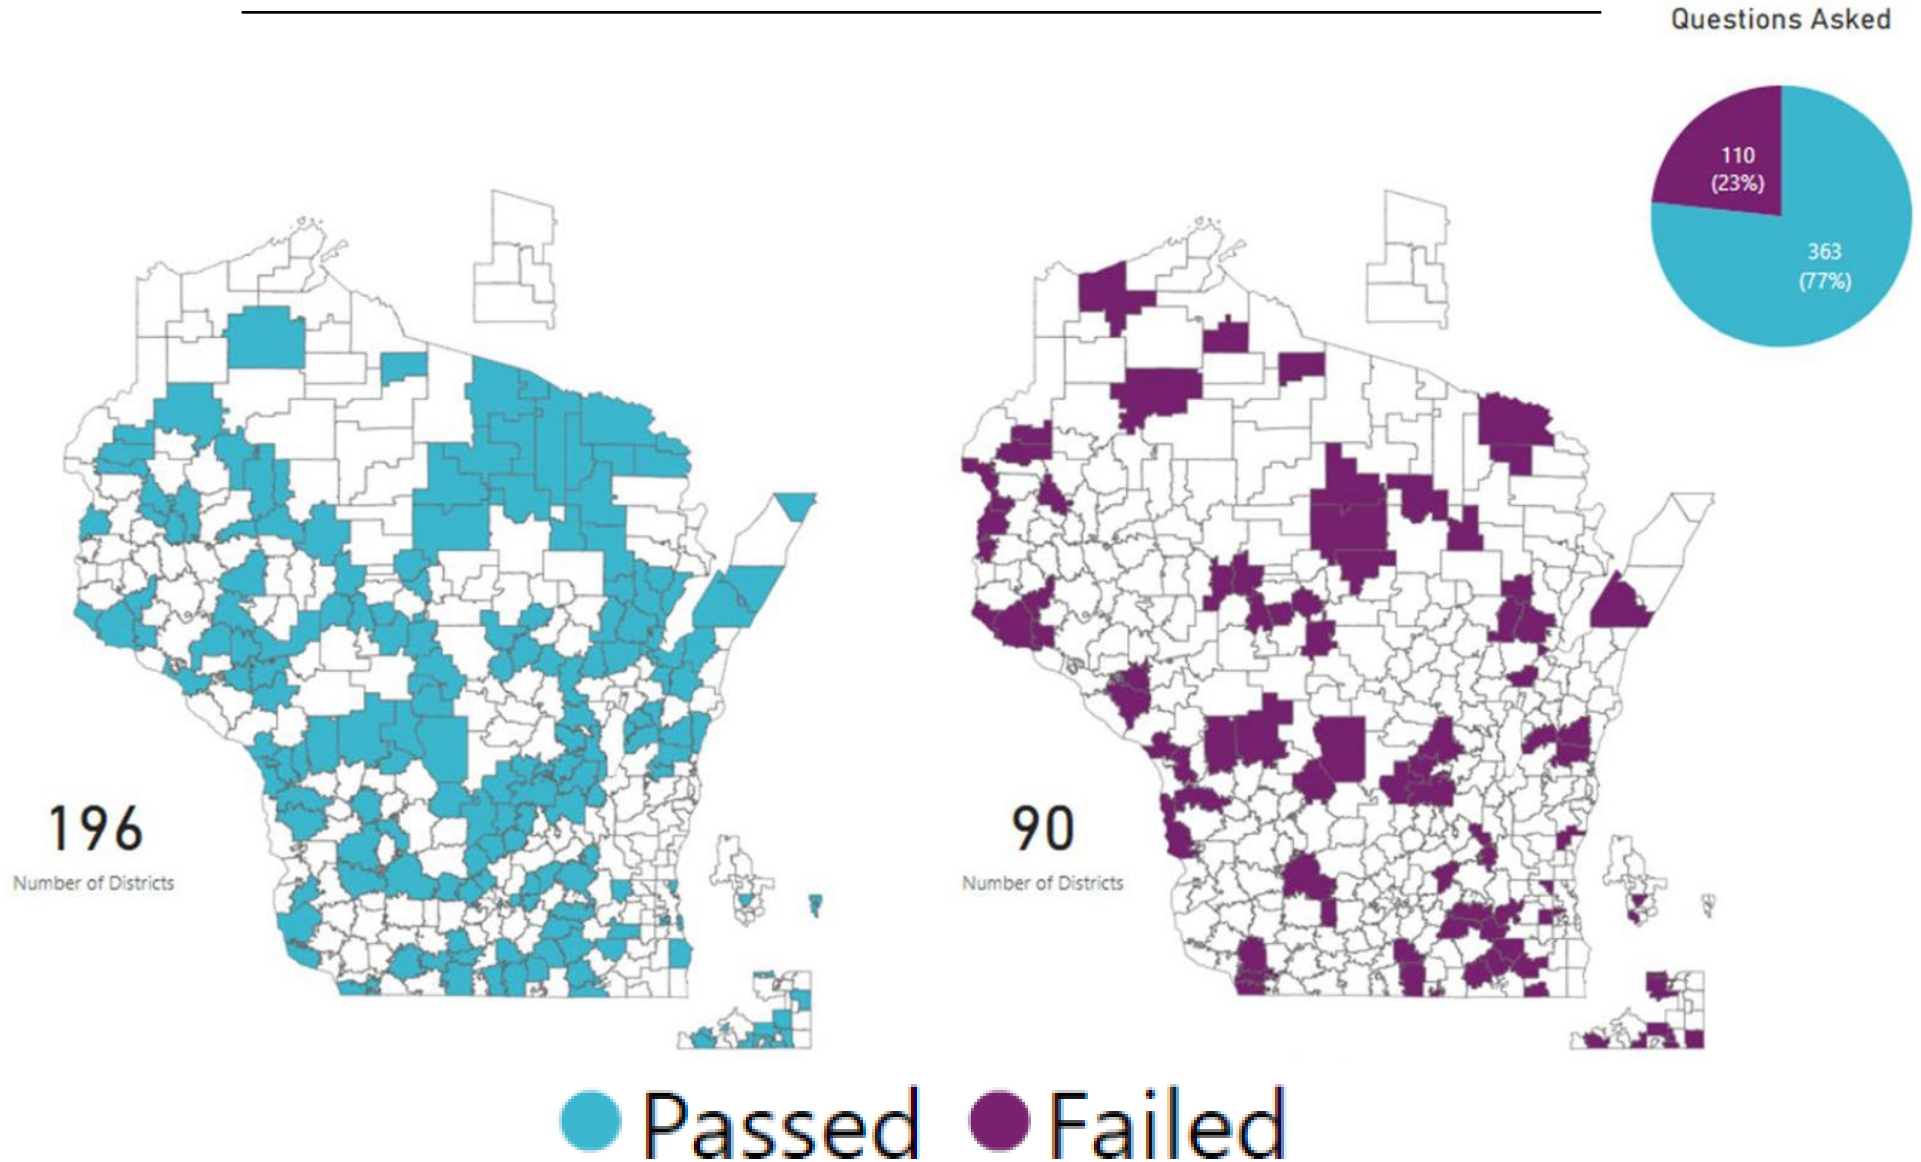 Questions Asked
110
(23%)
363
(77%)
196
Number of Districts
90
Number of Districts
Passed
Failed